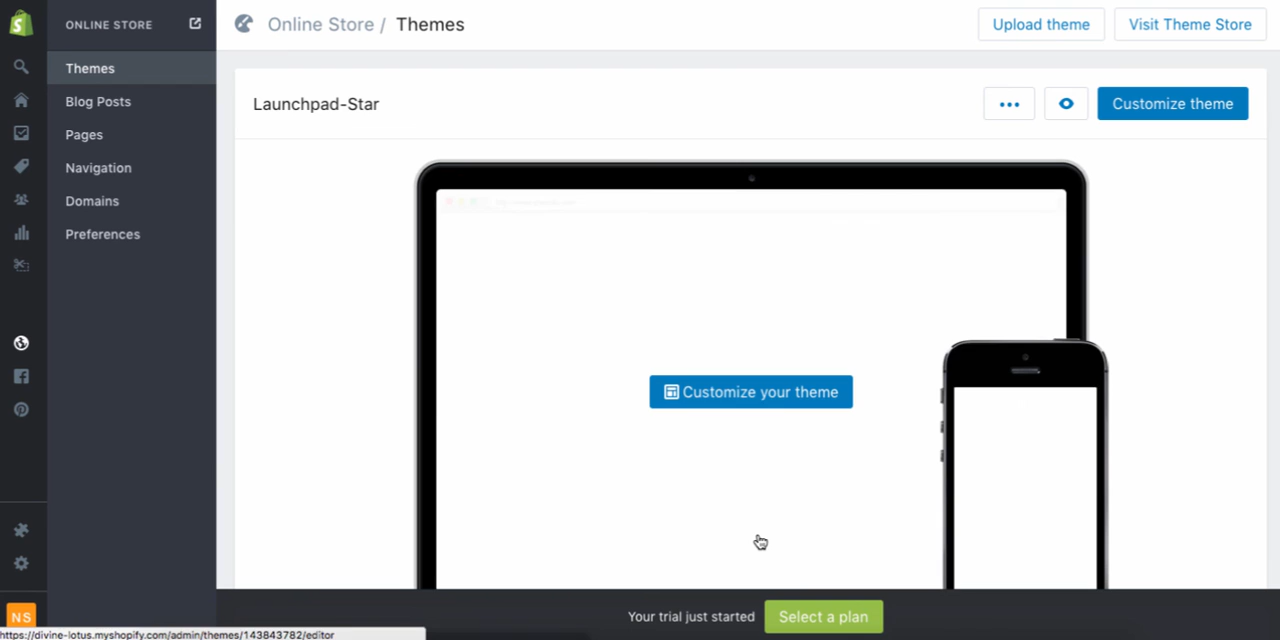 ONLINE STORE
Online Store / Themes
Upload theme
Visit Theme Store
Themes
Blog Posts
Pages
Navigation
Domains
Preferences
Launchpad-Star
Customize theme
Customize your theme
Your trial just started
Select a plan
NS
https://divine-lotus.myshopify.com/admin/themes/143843782/editor